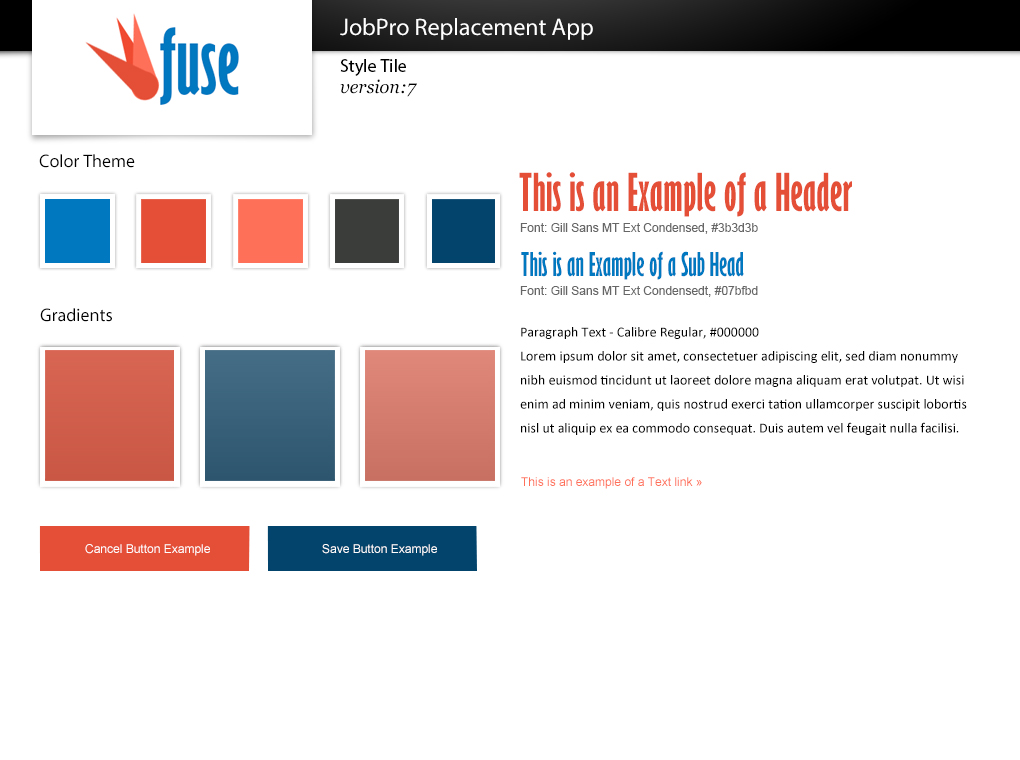 fuse
JobPro Replacement App
Style Tile
version:7
Color Theme
Gradients
Cancel Button Example
Save Button Example
This is an Example of a Header
Font: Gill Sans MT Ext Condensed, #3b3d3b
This is an Example of a Sub Head
Font: Gill Sans MT Ext Condensedt, #07bfbd
Paragraph Text - Calibre Regular, #000000
Lorem ipsum dolor sit amet, consectetuer adipiscing elit, sed diam nonummy
nibh euismod tincidunt ut laoreet dolore magna aliquam erat volutpat. Ut wisi
enim ad minim veniam, quis nostrud exerci tation ullamcorper suscipit lobortis
nisl ut aliquip ex ea commodo consequat. Duis autem vel feugait nulla facilisi.
This is an example of a Text link »